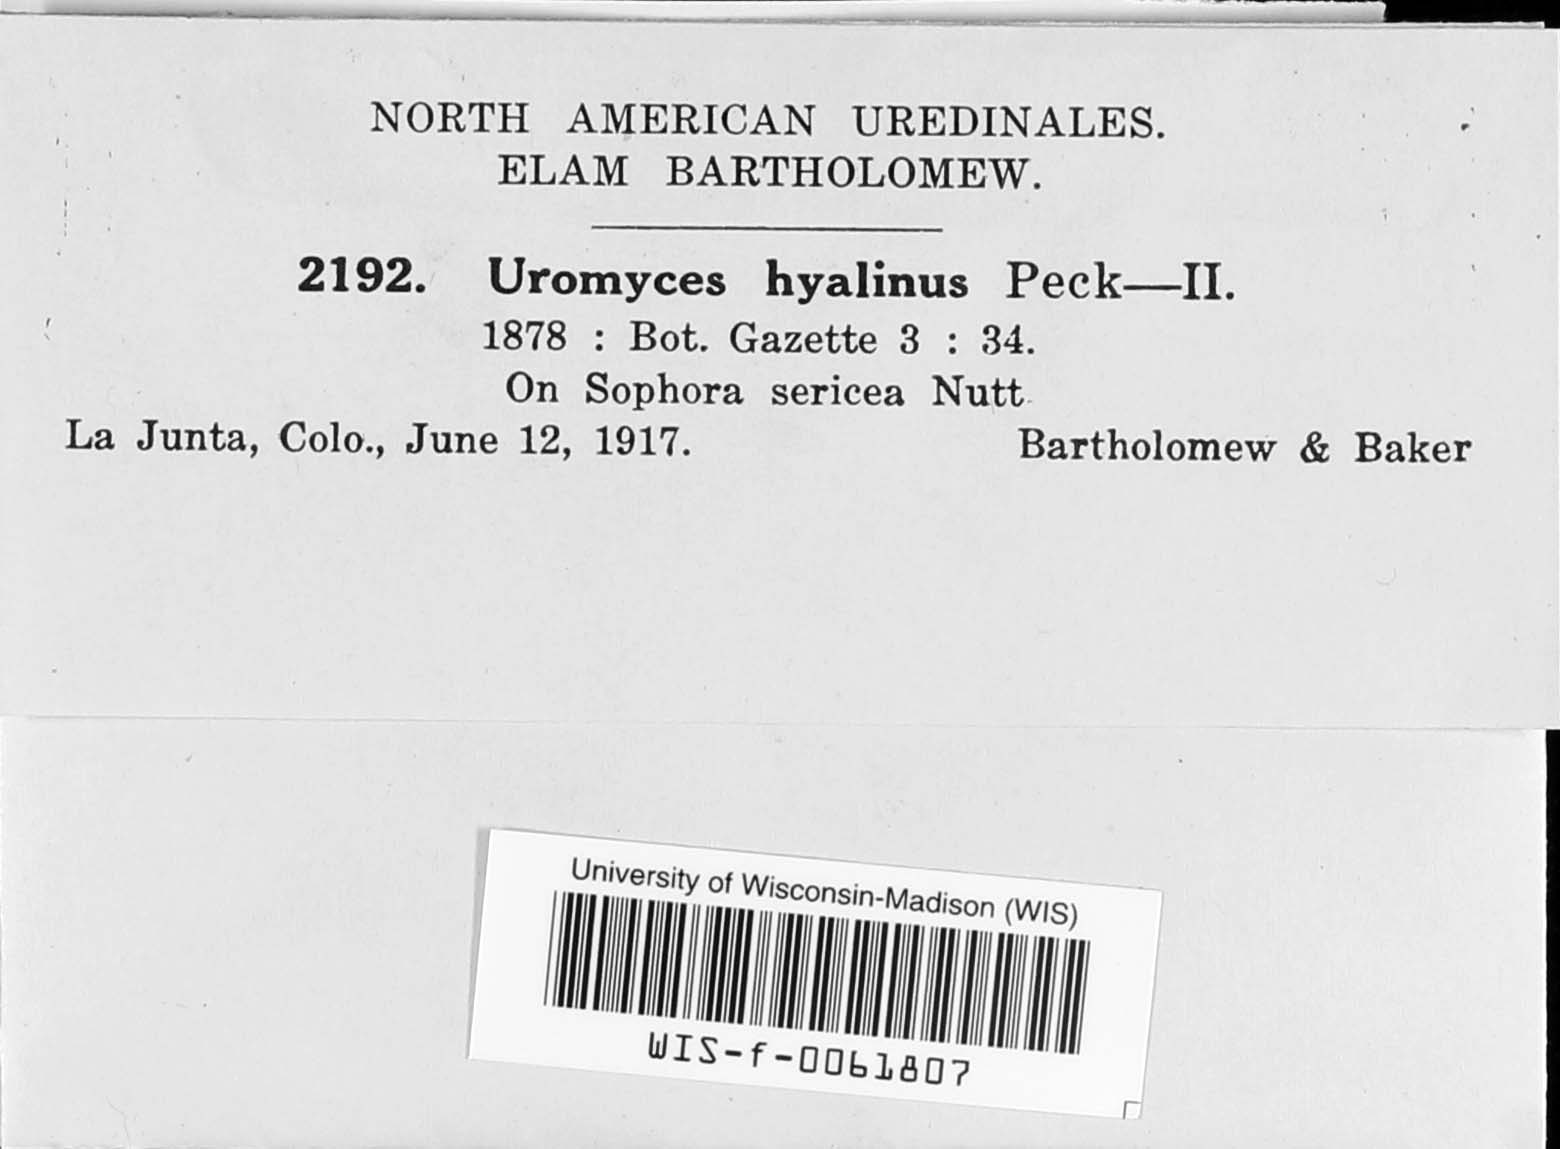 NORTH AMERICAN UREDINALES.
ELAM BARTHOLOMEW.
2192. Uromyces hyalinus Peck—II.
1878 : Bot. Gazette 3 : 34.
On Sophora sericea Nutt
La Junta, Colo., June 12, 1917. Bartholomew & Baker
University of Wisconsin-Madison (WIS)
WIS-f-0061807